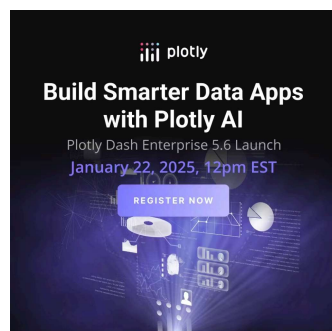 plotly
Build Smarter Data Apps
with Plotly AI
Plotly Dash Enterprise 5.6 Launch
January 22, 2025, 12pm EST
REGISTER NOW